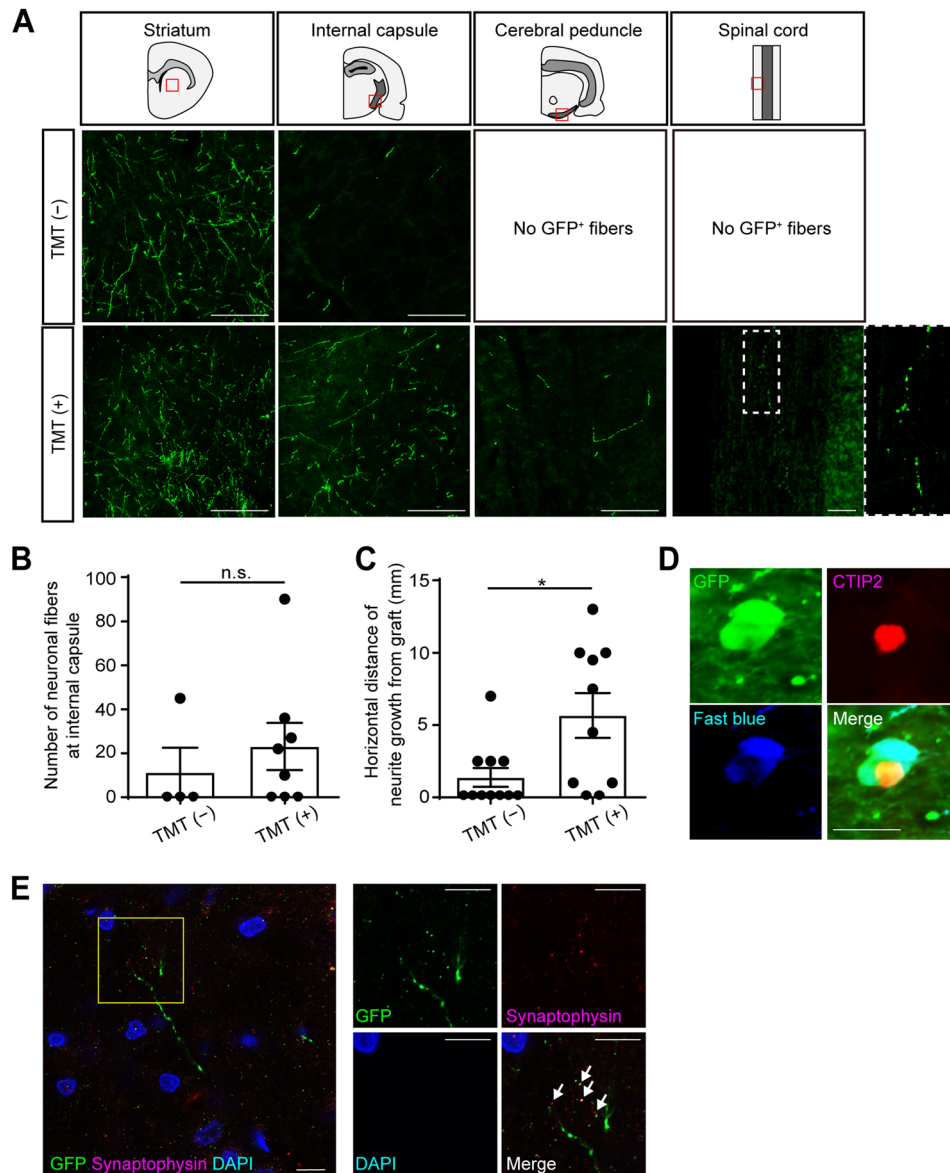 A
Striatum
Internal capsule
Cerebral peduncle
Spinal cord
TMT (−)
No GFP⁺ fibers
No GFP⁺ fibers
TMT (+)
B
Number of neuronal fibers
at internal capsule
100
80
60
40
20
0
n.s.
TMT (−)
TMT (+)
C
Horizontal distance of
neurite growth from graft (mm)
15
10
5
0
*
TMT (−)
TMT (+)
D
GFP
CTIP2
Fast blue
Merge
E
GFP Synaptophysin DAPI
GFP
Synaptophysin
DAPI
Merge